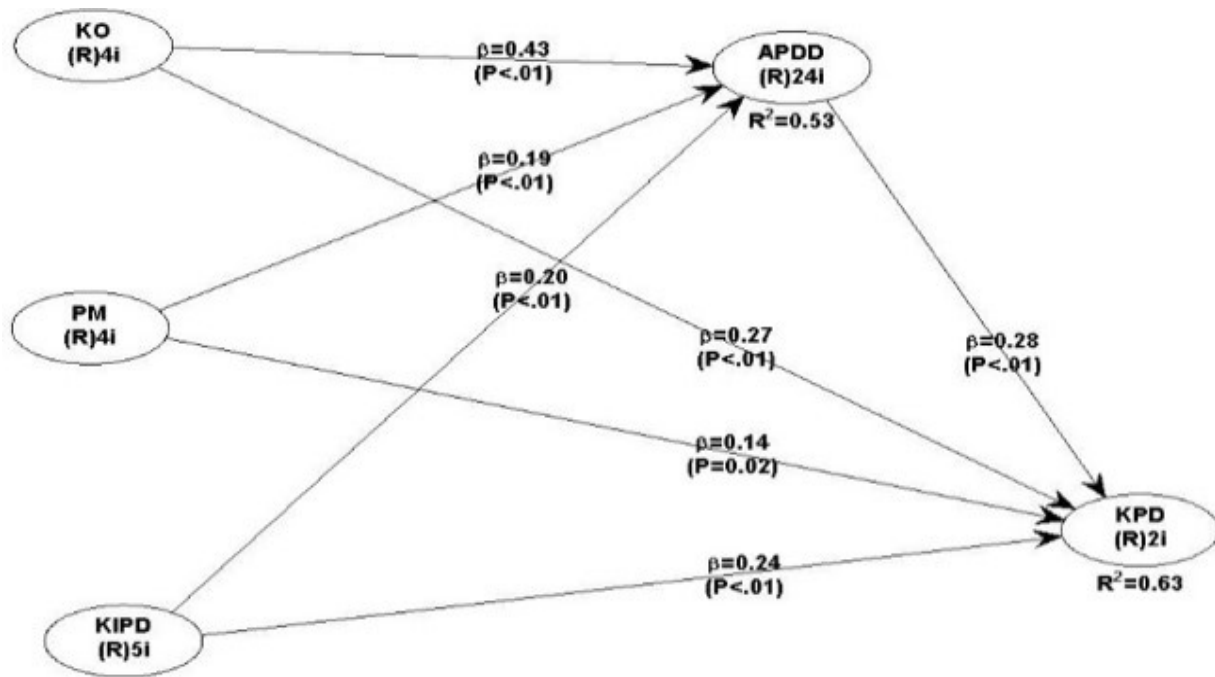 KO
(R)4i
β=0.43
(P<.01)
APDD
(R)24i
R²=0.53
β=0.19
(P<.01)
β=0.20
(P<.01)
PM
(R)4i
β=0.27
(P<.01)
β=0.28
(P<.01)
β=0.14
(P=0.02)
KPD
(R)2i
R²=0.63
β=0.24
(P<.01)
KIPD
(R)5i